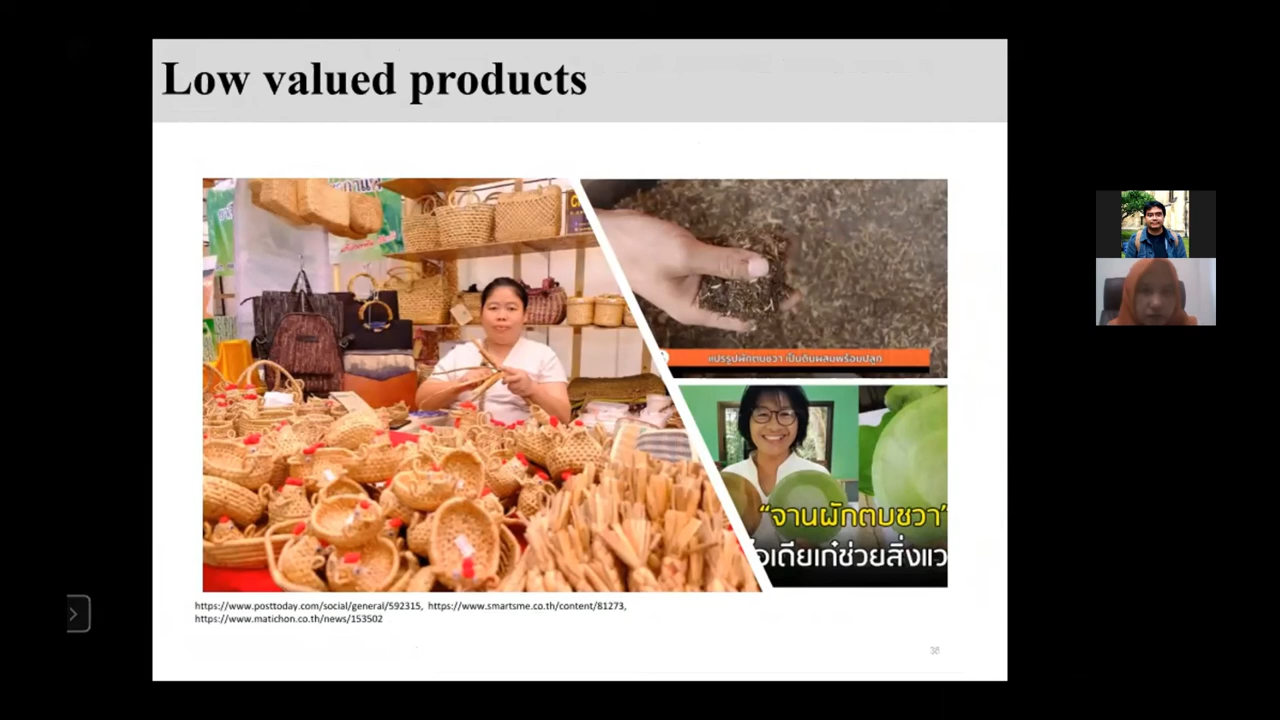 Low valued products
แปรรูปผักตบชวา เป็นดินผสมพร้อมปลูก
“จานผักตบชวา”
อเดียเก๋ช่วยสิ่งแว
https://www.posttoday.com/social/general/592315, https://www.smartsme.co.th/content/81273,
https://www.matichon.co.th/news/153502
38